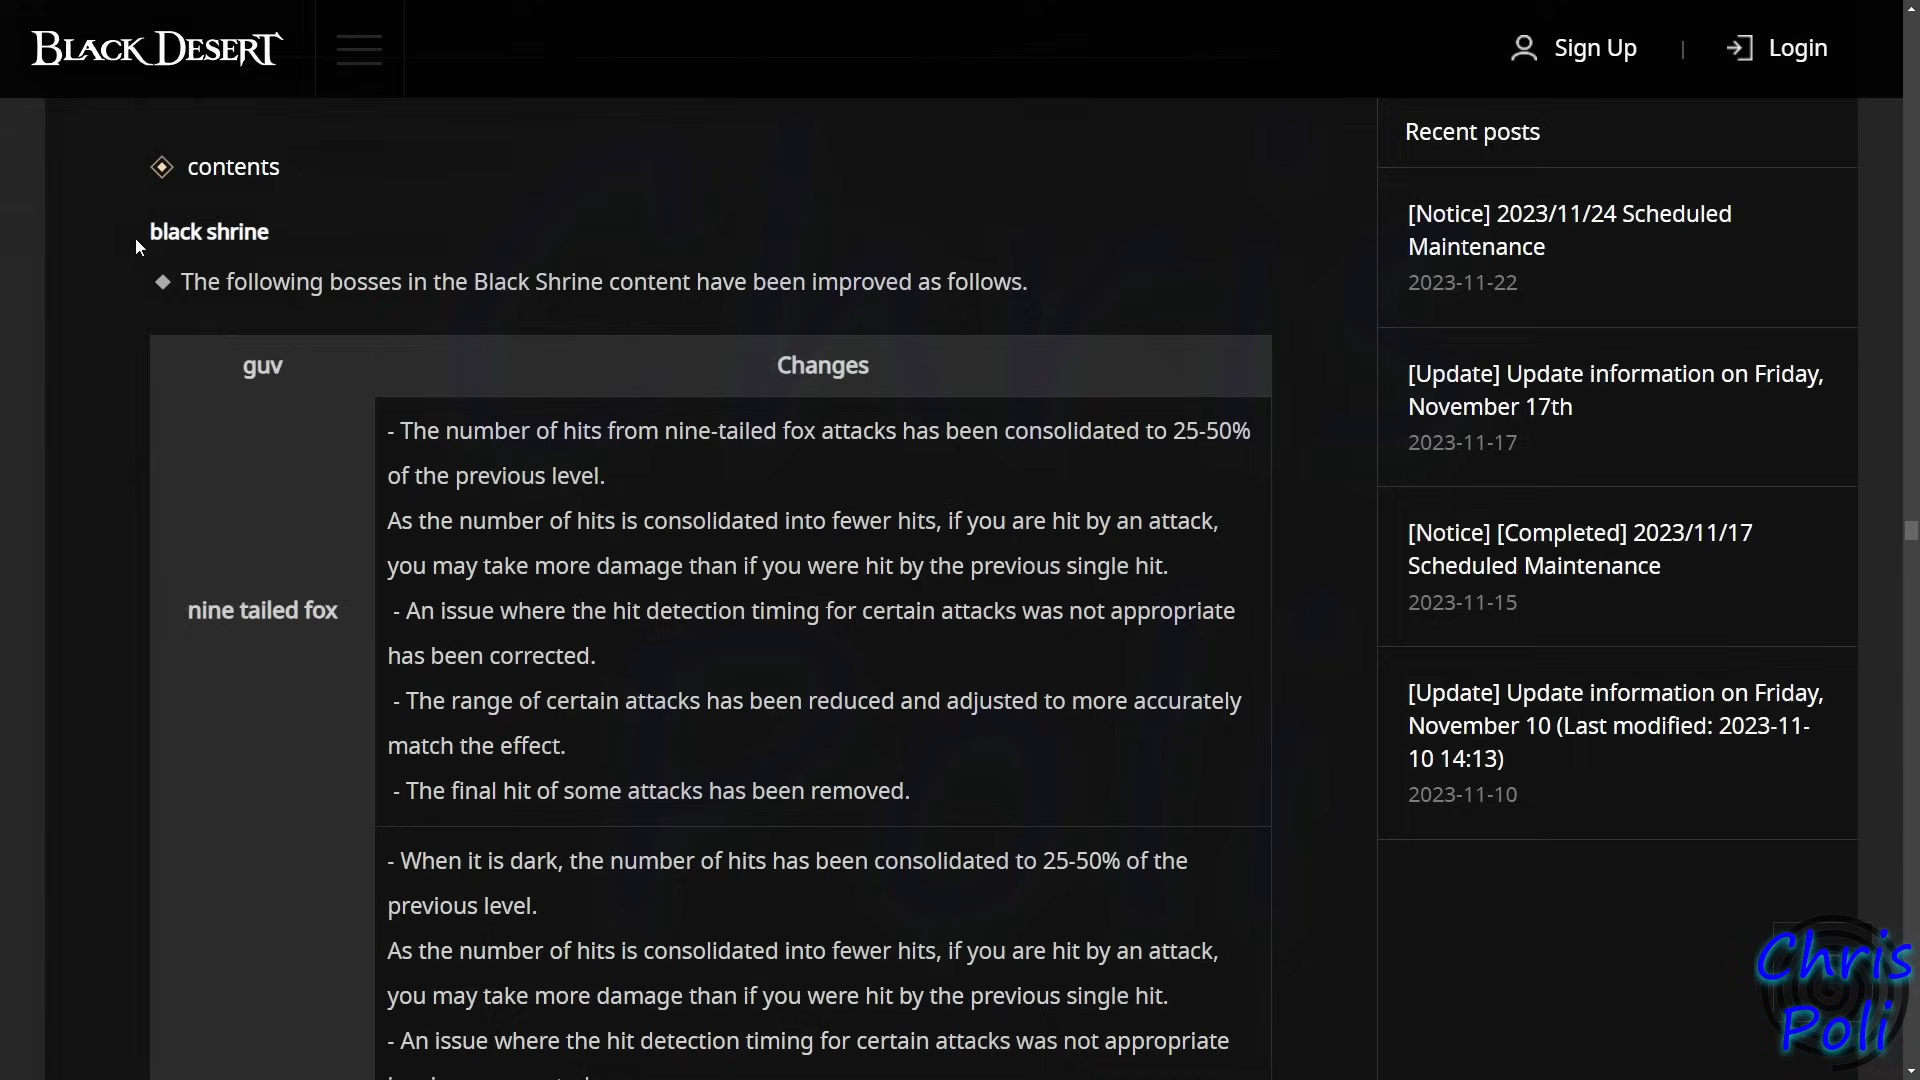 BLACK DESERT
Sign Up | Login
contents
black shrine
◆ The following bosses in the Black Shrine content have been improved as follows.
guv
Changes
nine tailed fox
- The number of hits from nine-tailed fox attacks has been consolidated to 25-50%
of the previous level.
As the number of hits is consolidated into fewer hits, if you are hit by an attack,
you may take more damage than if you were hit by the previous single hit.
- An issue where the hit detection timing for certain attacks was not appropriate
has been corrected.
- The range of certain attacks has been reduced and adjusted to more accurately
match the effect.
- The final hit of some attacks has been removed.
- When it is dark, the number of hits has been consolidated to 25-50% of the
previous level.
As the number of hits is consolidated into fewer hits, if you are hit by an attack,
you may take more damage than if you were hit by the previous single hit.
- An issue where the hit detection timing for certain attacks was not appropriate
Recent posts
[Notice] 2023/11/24 Scheduled
Maintenance
2023-11-22
[Update] Update information on Friday,
November 17th
2023-11-17
[Notice] [Completed] 2023/11/17
Scheduled Maintenance
2023-11-15
[Update] Update information on Friday,
November 10 (Last modified: 2023-11-
10 14:13)
2023-11-10
Chris
Poli